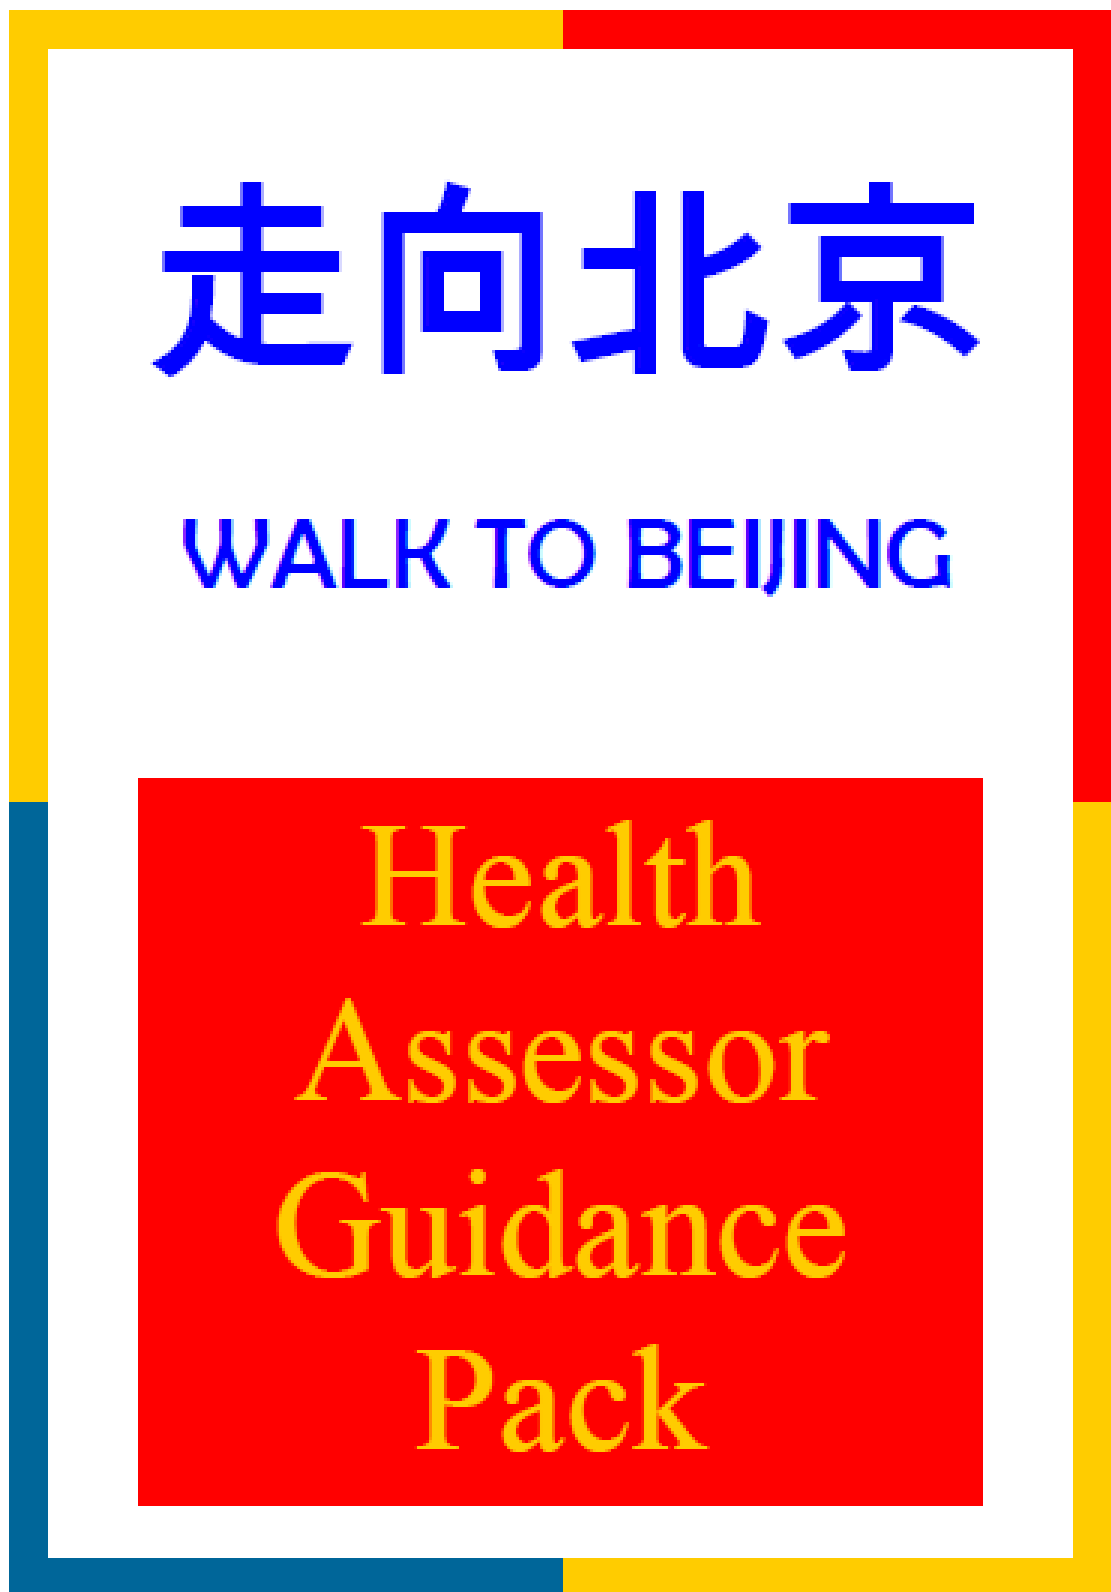 走向北京
WALK TO BEIJING
Health
Assessor
Guidance
Pack